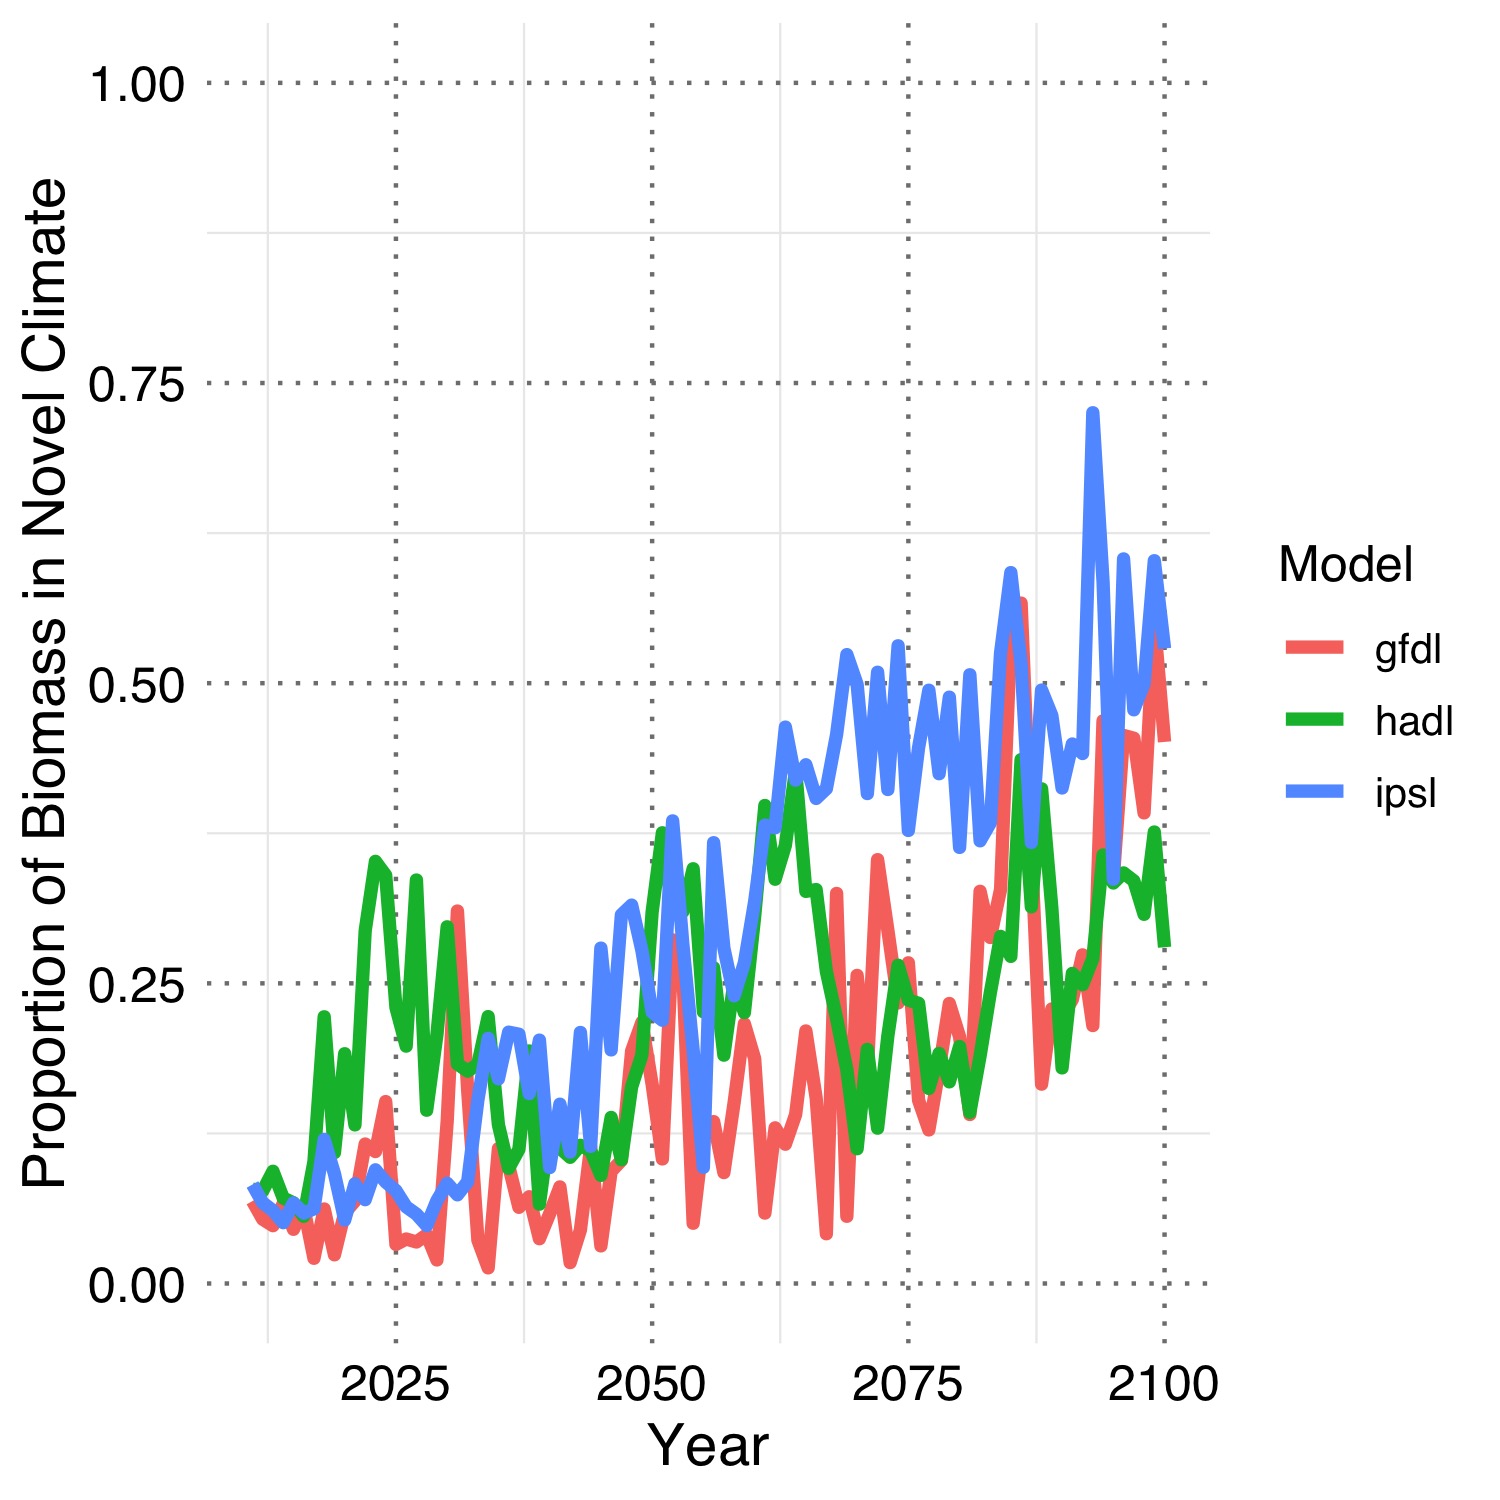 Proportion of Biomass in Novel Climate
1.00
0.75
0.50
0.25
0.00
2025 2050 2075 2100
Year
Model
gfdl
hadl
ipsl